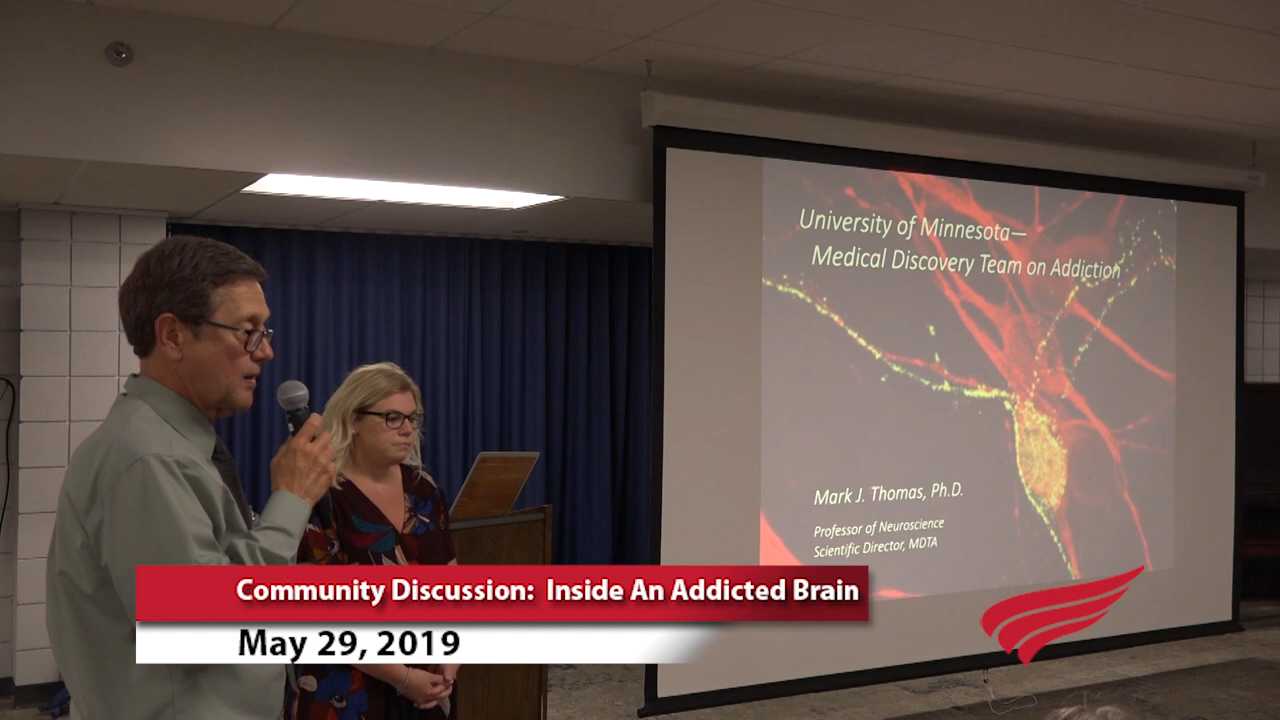 University of Minnesota—
Medical Discovery Team on Addiction
Mark J. Thomas, Ph.D.
Professor of Neuroscience
Scientific Director, MDTA
Community Discussion: Inside An Addicted Brain
May 29, 2019